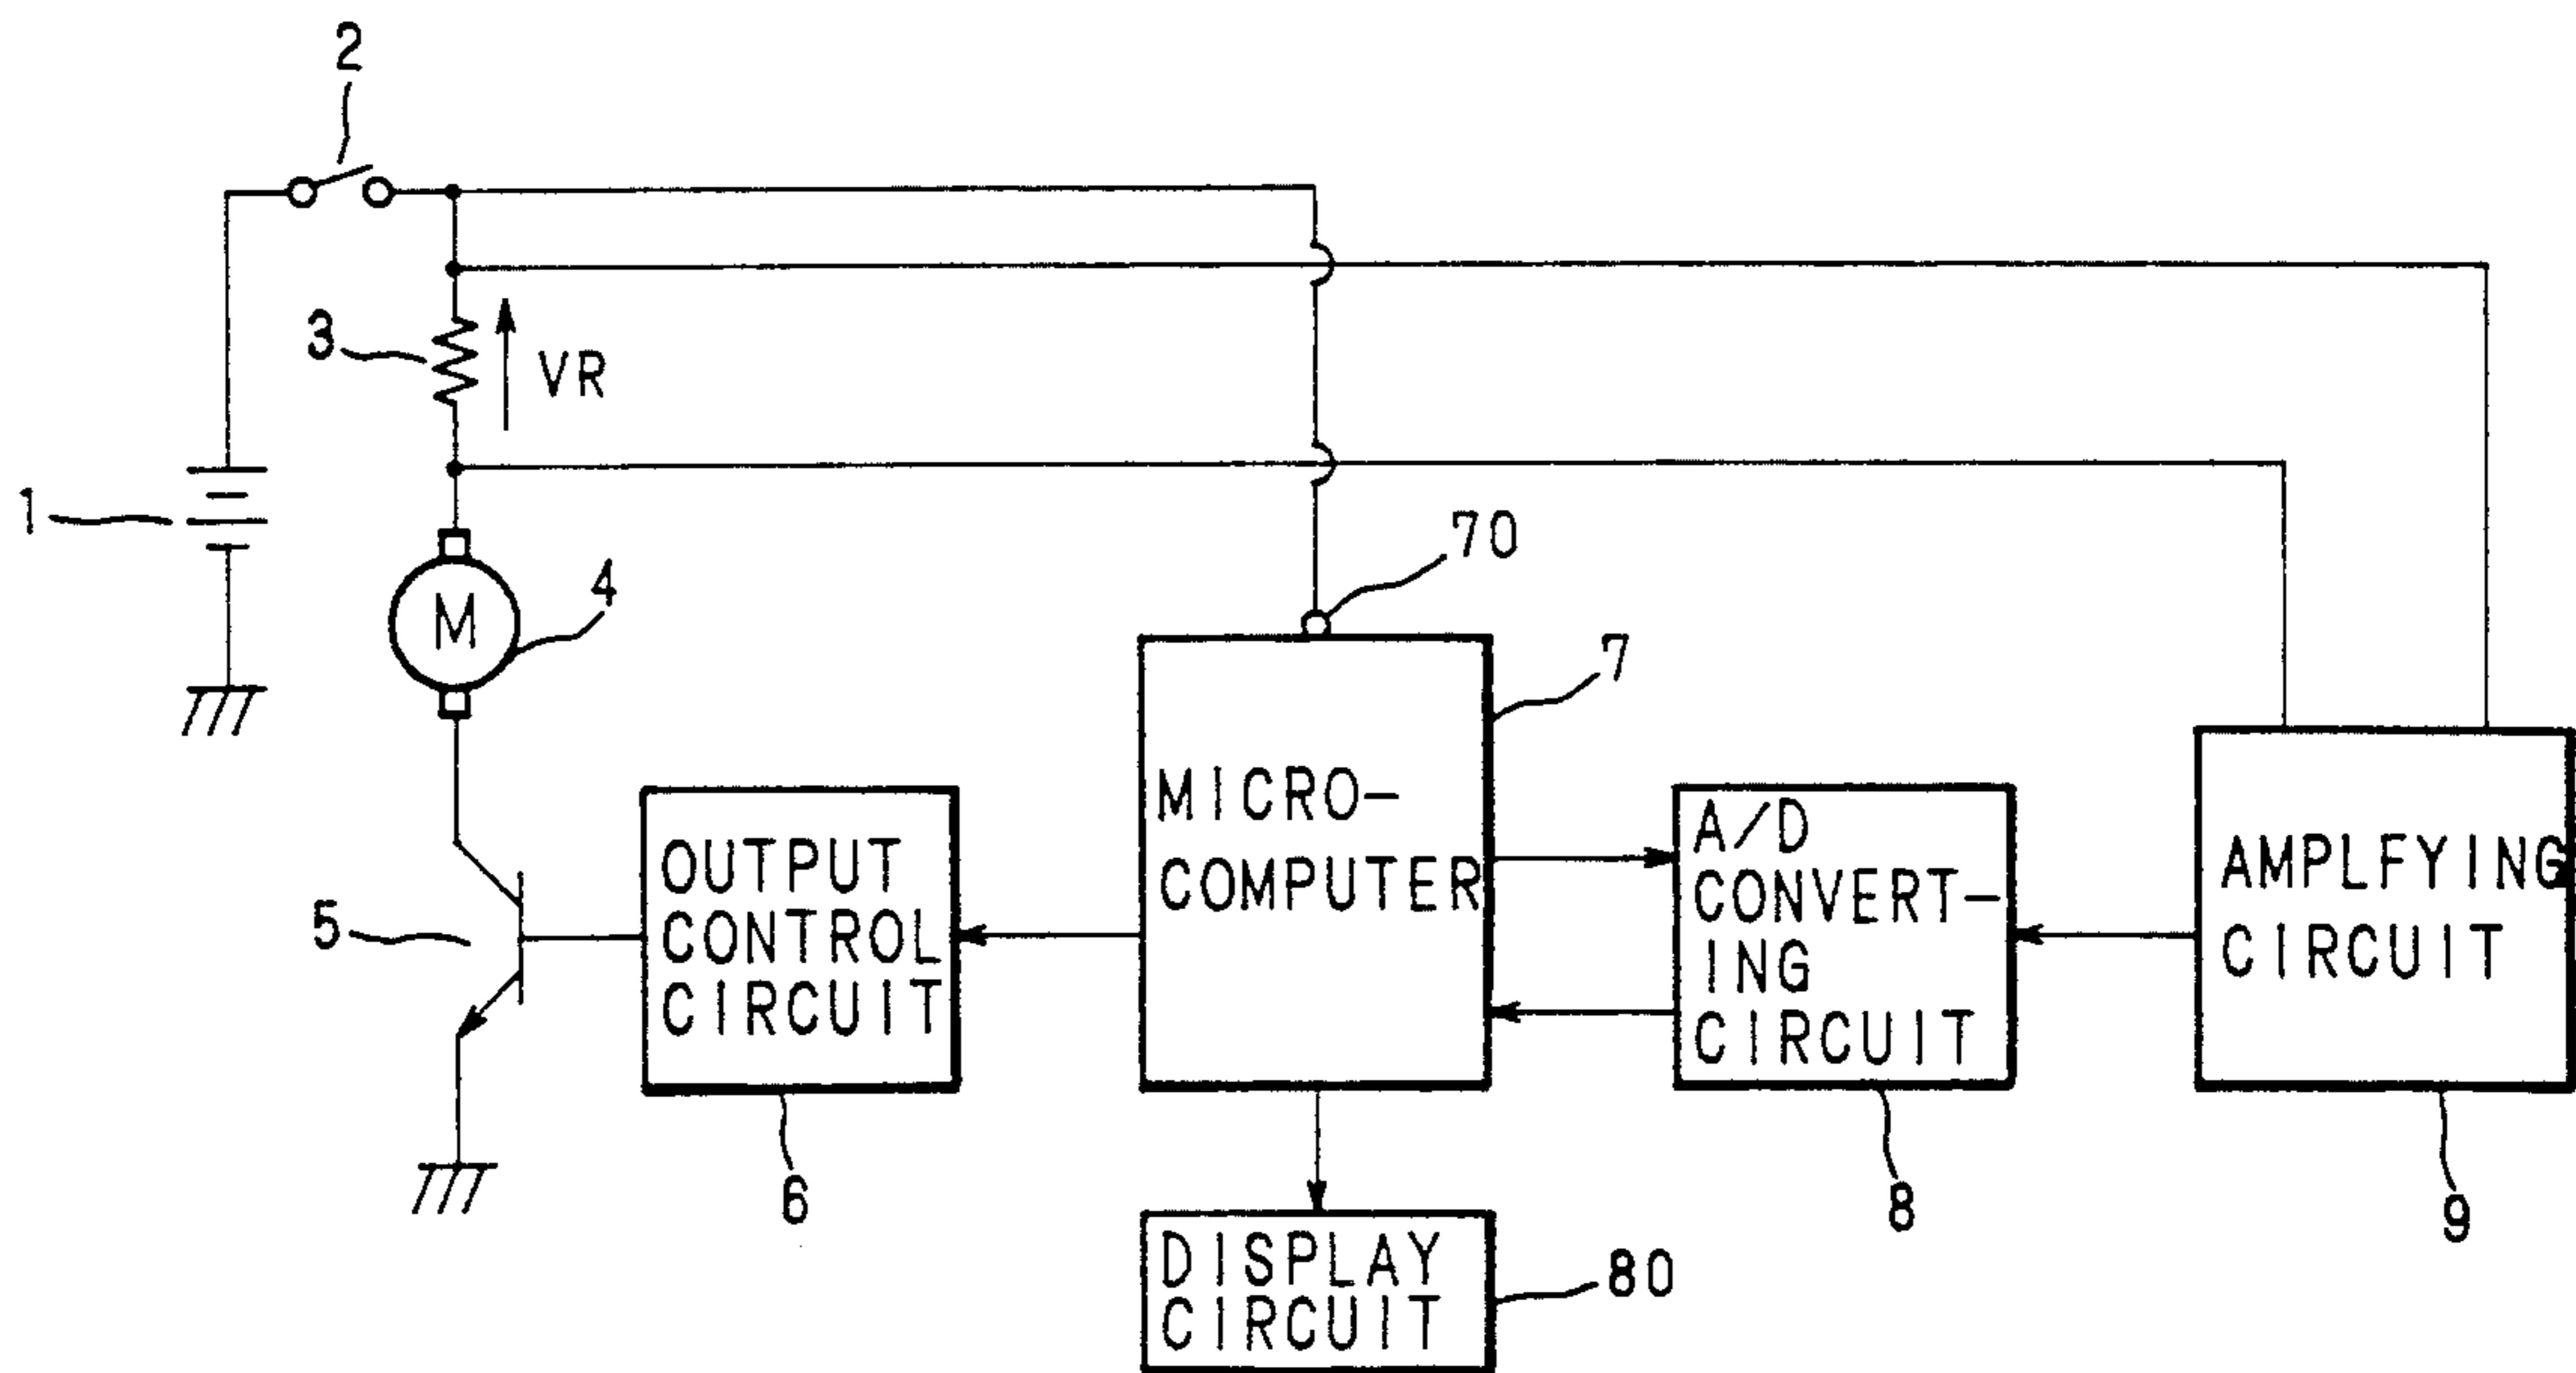 2
3
VR
1
70
4
M
7
MICRO-
COMPUTER
A/D
CONVERT-
ING
CIRCUIT
AMPLFYING
CIRCUIT
OUTPUT
CONTROL
CIRCUIT
5
6
8
9
DISPLAY
CIRCUIT
80